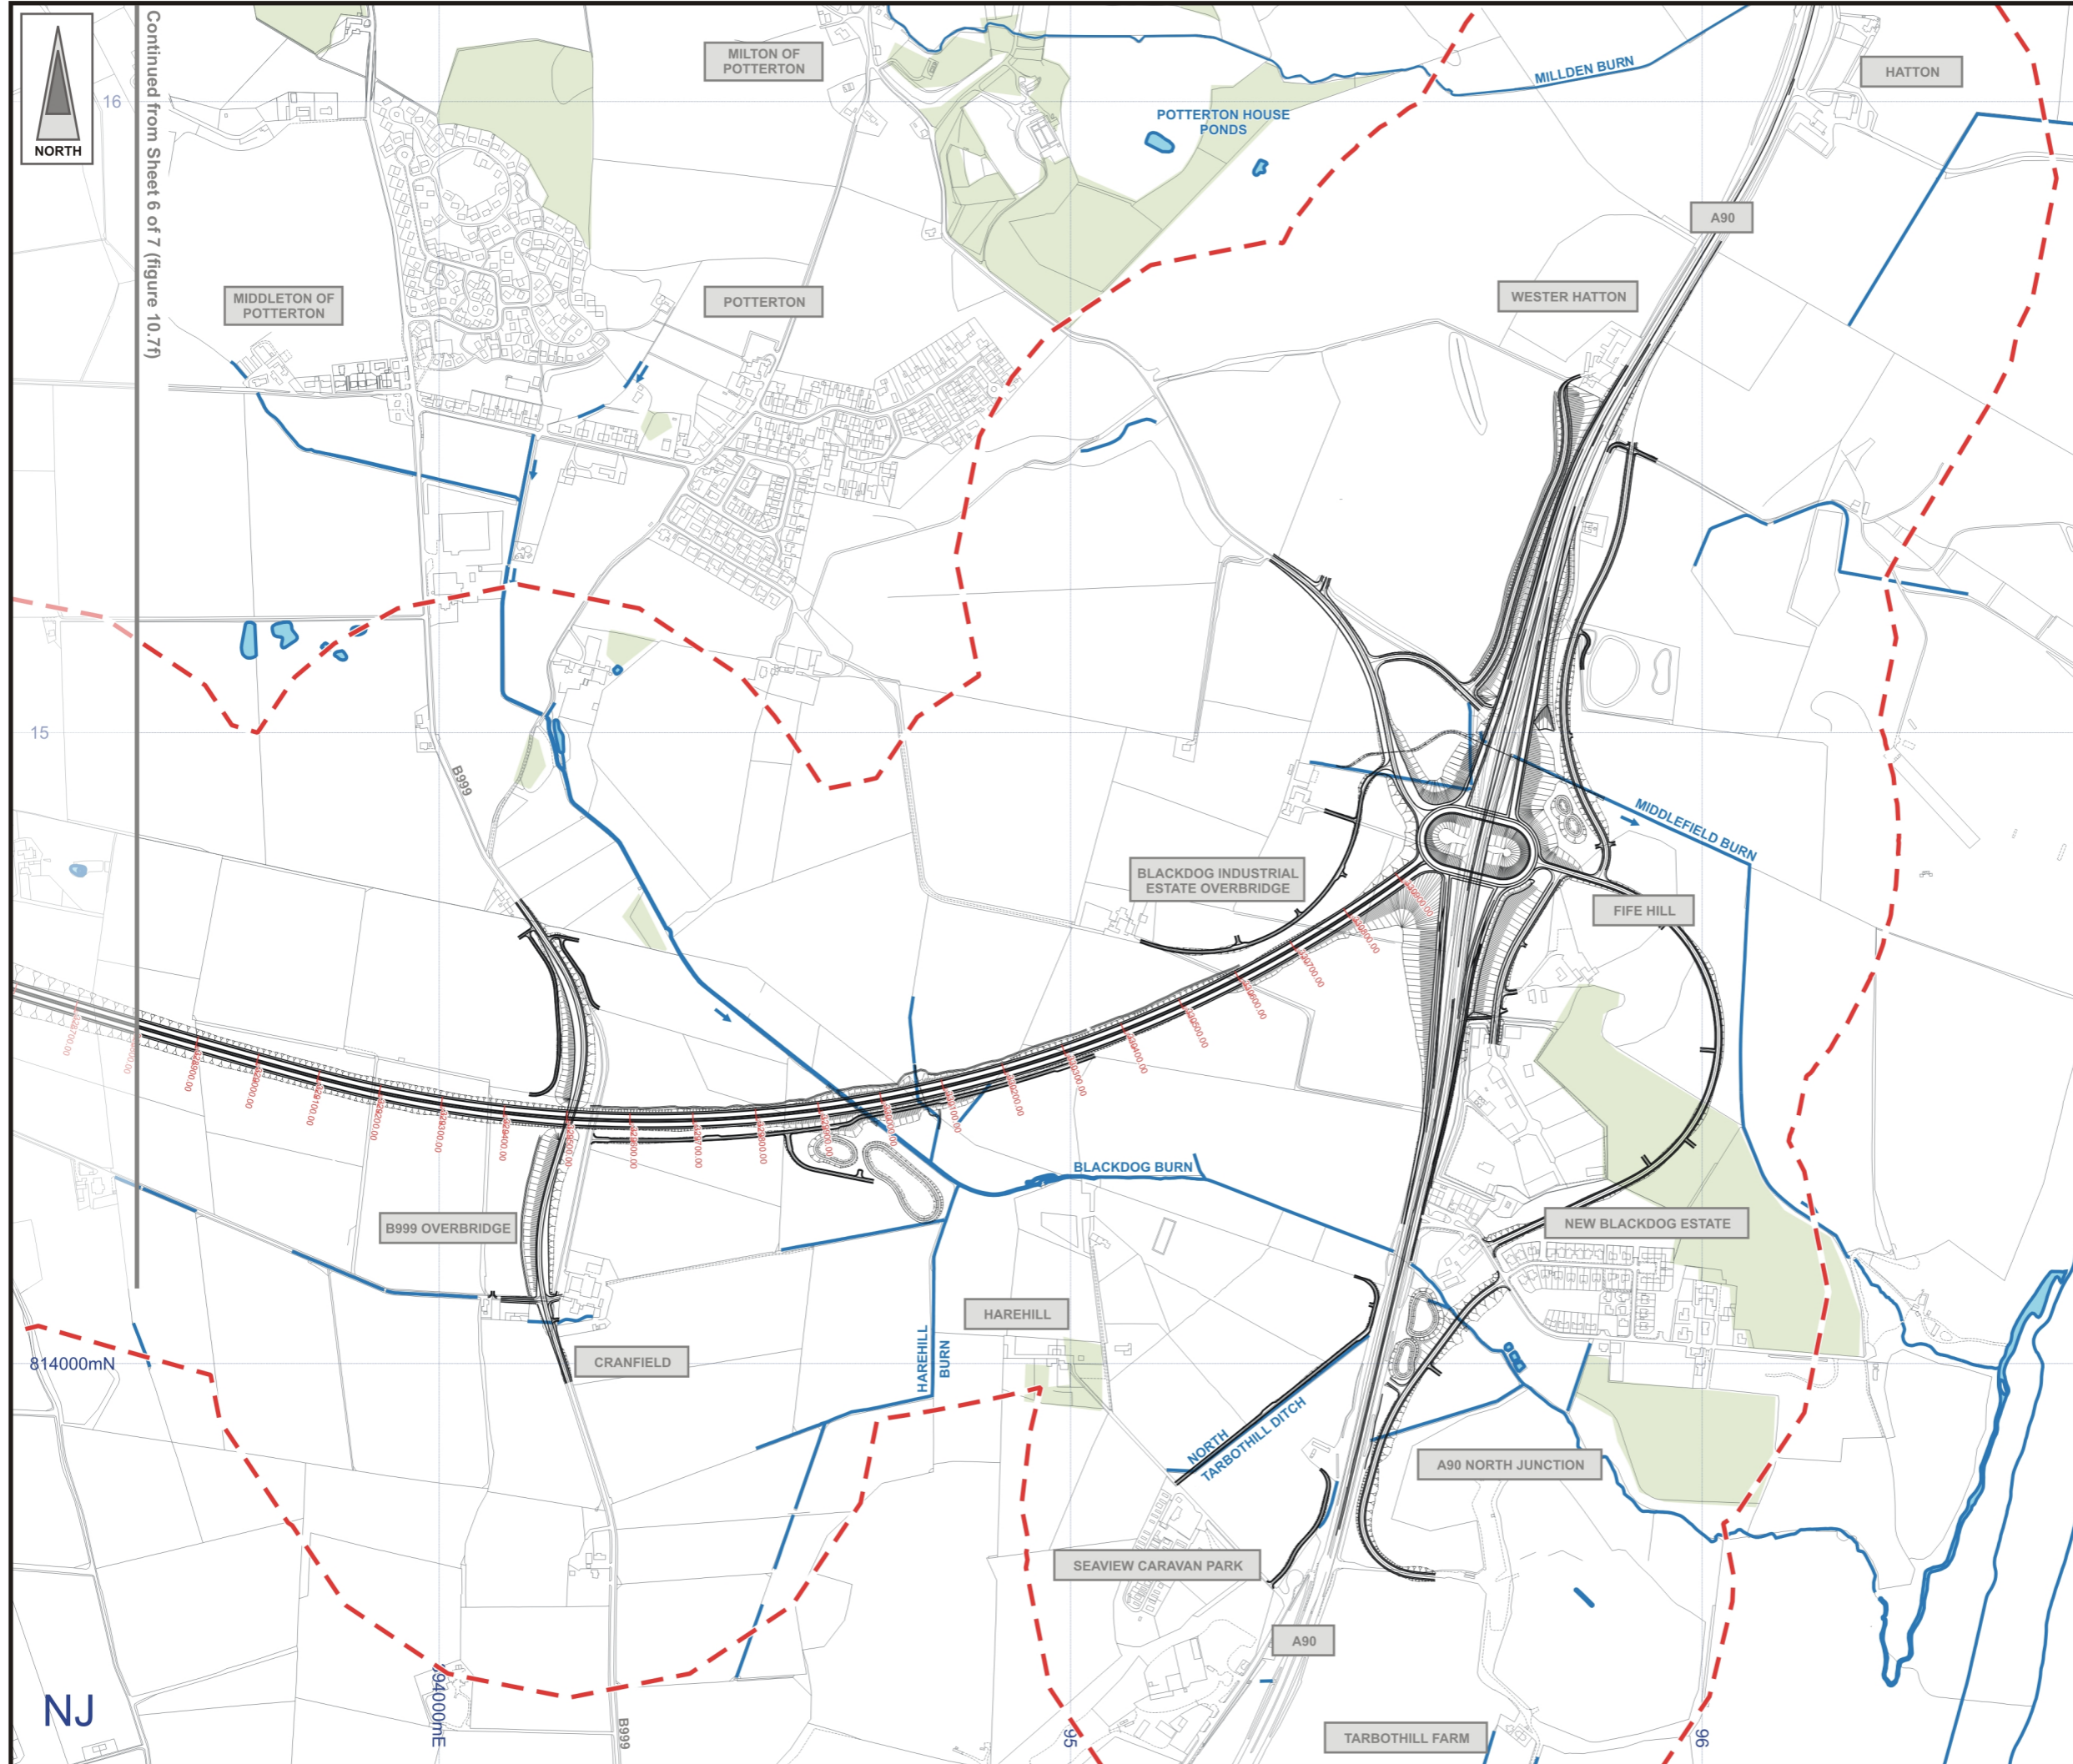 NORTH
16
Continued from Sheet 6 of 7 (figure 10.7f)
MILTON OF
POTTERTON
MILLDEN BURN
HATTON
POTTERTON HOUSE
PONDS
A90
MIDDLETON OF
POTTERTON
POTTERTON
WESTER HATTON
15
B999
MIDDLEFIELD BURN
BLACKDOG INDUSTRIAL
ESTATE OVERBRIDGE
FIFE HILL
BLACKDOG BURN
B999 OVERBRIDGE
NEW BLACKDOG ESTATE
HAREHILL
HAREHILL
BURN
814000mN
CRANFIELD
NORTH
TARBOTHILL DITCH
A90 NORTH JUNCTION
SEAVIEW CARAVAN PARK
A90
NJ
94000mE
B999
95
TARBOTHILL FARM
96